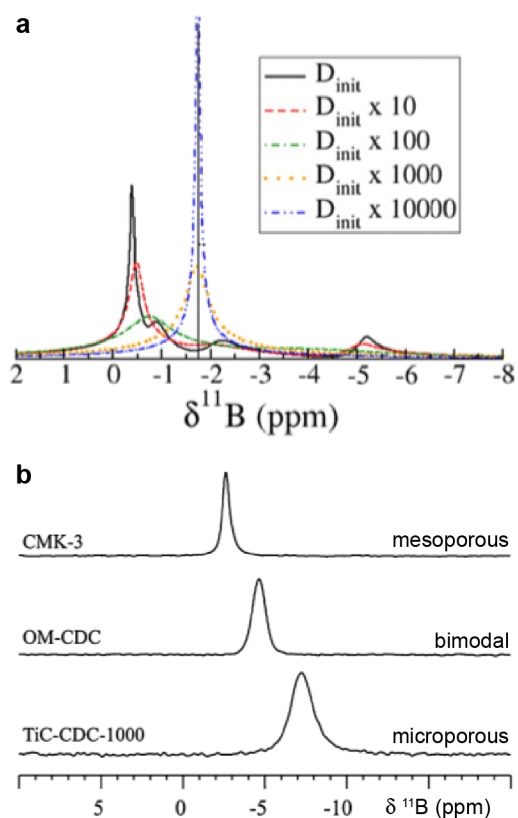 a
D_init
D_init x 10
D_init x 100
D_init x 1000
D_init x 10000
2 1 0 -1 -2 -3 -4 -5 -6 -7 -8
δ¹¹B (ppm)
b
CMK-3 mesoporous
OM-CDC bimodal
TiC-CDC-1000 microporous
5 0 -5 -10 δ ¹¹B (ppm)